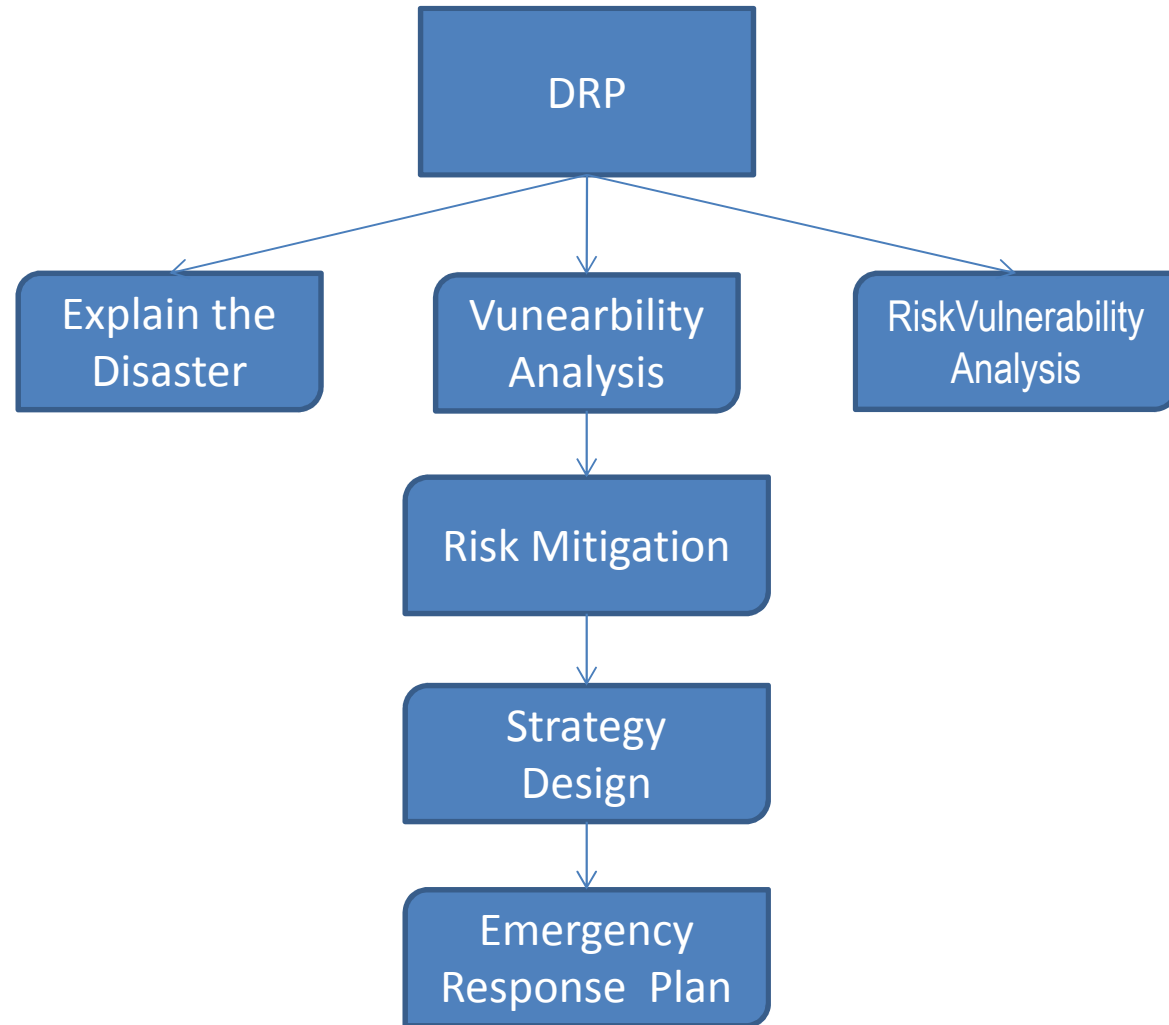 DRP
Explain the
Disaster
Vunearbility
Analysis
RiskVulnerability
Analysis
Risk Mitigation
Strategy
Design
Emergency
Response  Plan